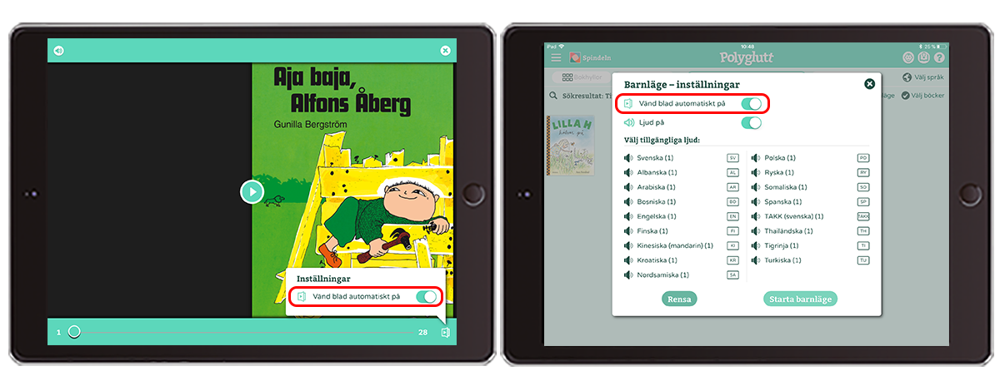 Aja baja,
Alfons Åberg
Gunilla Bergström
Inställningar
Vänd blad automatiskt på
1
28
Pad
10:48
25 %
Spindeln
Polyglutt
Bokhyllor
Välj språk
Sökresultat: Ti
läge
Välj böcker
LILLA H
Barnläge – inställningar
Vänd blad automatiskt på
Ljud på
Välj tillgängliga ljud:
Svenska (1) SV
Albanska (1) AL
Arabiska (1) AR
Bosniska (1) BO
Engelska (1) EN
Finska (1) FI
Kinesiska (mandarin) (1) KI
Kroatiska (1) KR
Nordsamiska (1) SA
Polska (1) PO
Ryska (1) RY
Somaliska (1) SO
Spanska (1) SP
TAKK (svenska) (1) TAKK
Thailändska (1) TH
Tigrinja (1) TI
Turkiska (1) TU
Rensa
Starta barnläge